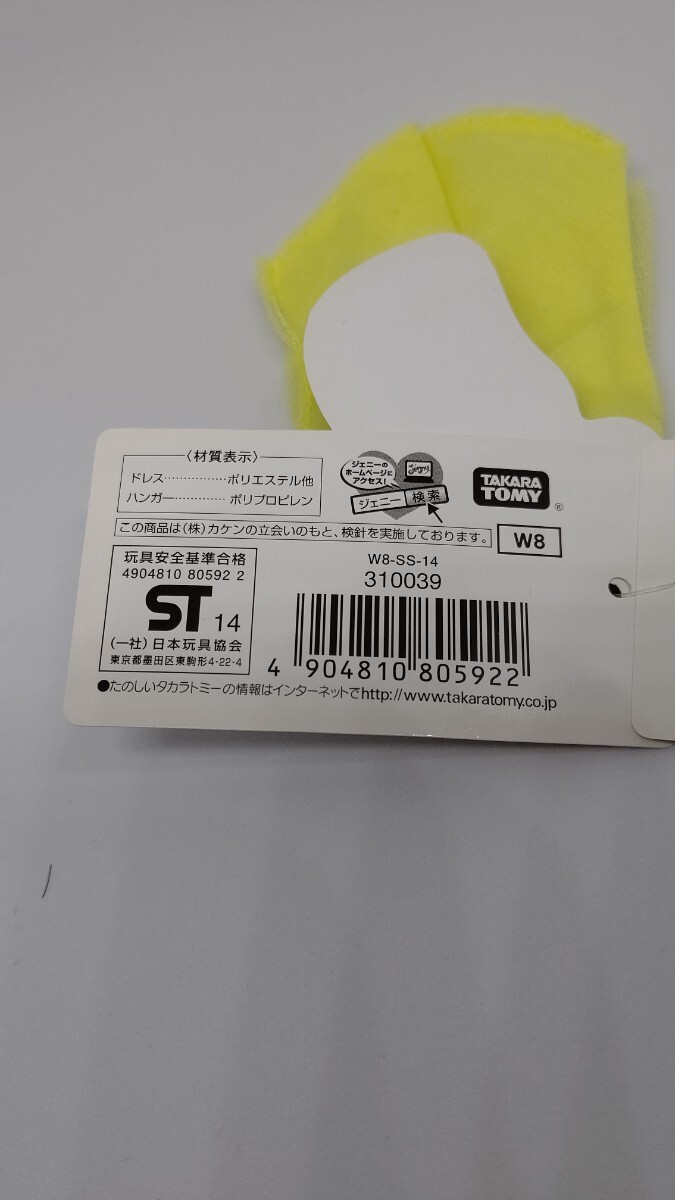 〈材質表示〉
ドレス……………ポリエステル他
ハンガー…………ポリプロピレン
ジェニーの
ホームページに
アクセス!
Jenny
ジェニー 検索
TAKARA
TOMY
®
この商品は(株)カケンの立会いのもと、検針を実施しております。
W8
玩具安全基準合格
4904810 80592 2
ST 14
(一社)日本玩具協会
東京都墨田区東駒形4-22-4
W8-SS-14
310039
4 904810 805922
●たのしいタカラトミーの情報はインターネットでhttp://www.takaratomy.co.jp